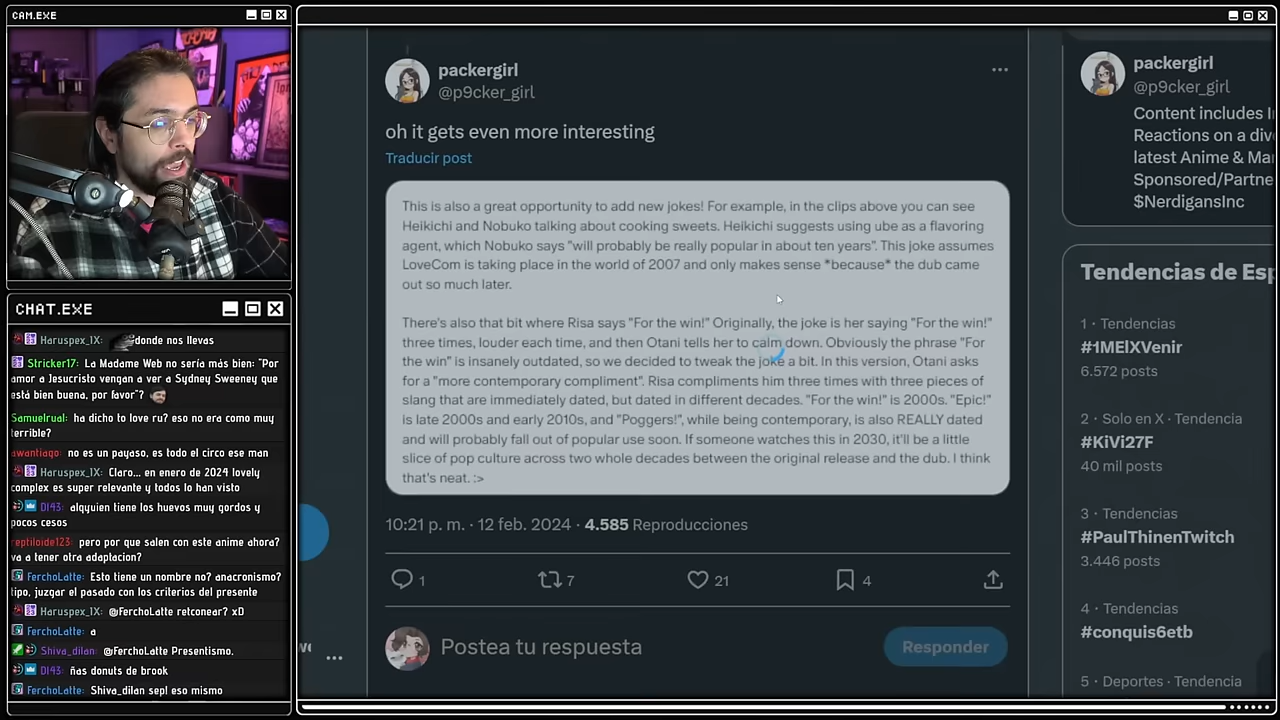 CAM.EXE
CHAT.EXE
Haruspex_1X: donde nos llevas
Stricker17: La Madame Web no sería más bien: "Por
amor a Jesucristo vengan a ver a Sydney Sweeney que
está bien buena, por favor"?
Samuelrual: ha dicho to love ru? eso no era como muy
terrible?
awantiago: no es un payaso, es todo el circo ese man
Haruspex_1X: Claro... en enero de 2024 lovely
complex es super relevante y todos lo han visto
D143: alquyien tiene los huevos muy gordos y
pocos cesos
reptiloide123: pero por que salen con este anime ahora?
va a tener otra adaptacion?
FerchoLatte: Esto tiene un nombre no? anacronismo?
tipo, juzgar el pasado con los criterios del presente
Haruspex_1X: @FerchoLatte retconear? xD
FerchoLatte: a
Shiva_dilan: @FerchoLatte Presentismo.
D143: ñas donuts de brook
FerchoLatte: Shiva_dilan sepl eso mismo
packergirl
@p9cker_girl
oh it gets even more interesting
Traducir post
This is also a great opportunity to add new jokes! For example, in the clips above you can see
Heikichi and Nobuko talking about cooking sweets. Heikichi suggests using ube as a flavoring
agent, which Nobuko says "will probably be really popular in about ten years". This joke assumes
LoveCom is taking place in the world of 2007 and only makes sense *because* the dub came
out so much later.
There's also that bit where Risa says "For the win!" Originally, the joke is her saying "For the win!"
three times, louder each time, and then Otani tells her to calm down. Obviously the phrase "For
the win" is insanely outdated, so we decided to tweak the joke a bit. In this version, Otani asks
for a "more contemporary compliment". Risa compliments him three times with three pieces of
slang that are immediately dated, but dated in different decades. "For the win!" is 2000s. "Epic!"
is late 2000s and early 2010s, and "Poggers!", while being contemporary, is also REALLY dated
and will probably fall out of popular use soon. If someone watches this in 2030, it'll be a little
slice of pop culture across two whole decades between the original release and the dub. I think
that's neat. :>
10:21 p. m. · 12 feb. 2024 · 4.585 Reproducciones
1
7
21
4
Postea tu respuesta
Responder
packergirl
@p9cker_girl
Content includes
Reactions on a div
latest Anime & Ma
Sponsored/Partne
$NerdigansInc
Tendencias de Esp
1 · Tendencias
#1MElXVenir
6.572 posts
2 · Solo en X · Tendencia
#KiVi27F
40 mil posts
3 · Tendencias
#PaulThinenTwitch
3.446 posts
4 · Tendencias
#conquis6etb
5 · Deportes · Tendencia